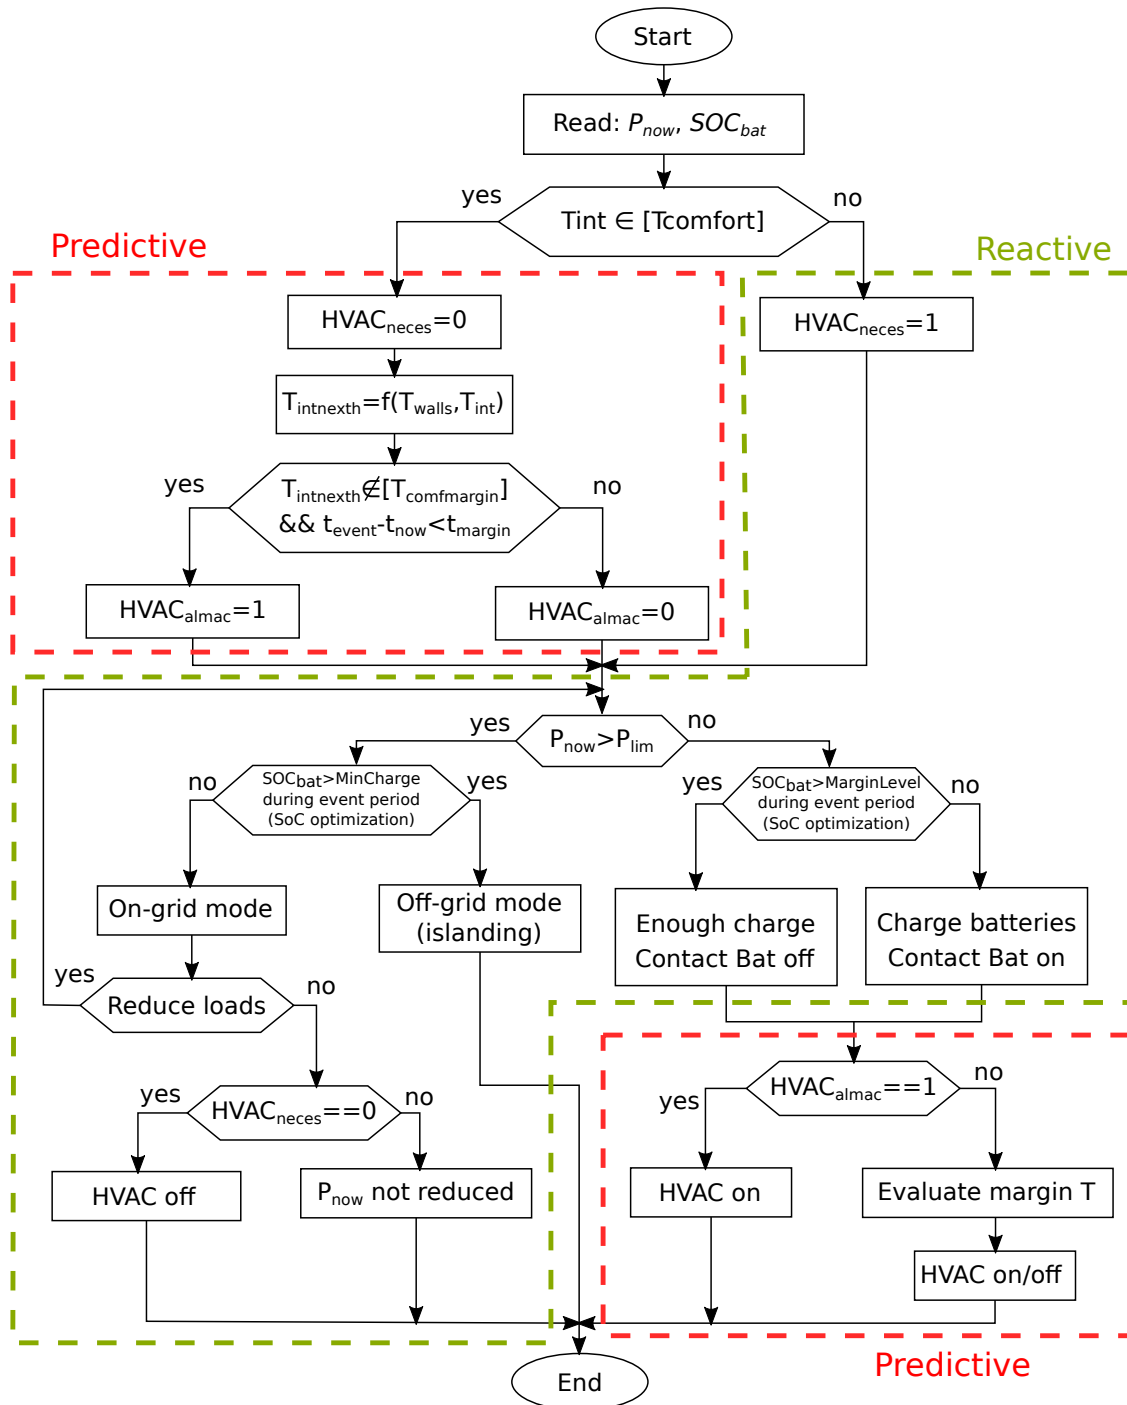 Start
Read: Pnow, SOCbat
yes
no
Tint ∈ [Tcomfort]
Predictive
Reactive
HVACneces=0
HVACneces=1
Tintnexth=f(Twalls,Tint)
yes
no
Tintnexth∉[Tcomfmargin]
&& tevent-tnow<tmargin
HVACalmac=1
HVACalmac=0
yes
no
Pnow>Plim
no
SOCbat>MinCharge
during event period
(SoC optimization)
yes
yes
SOCbat>MarginLevel
during event period
(SoC optimization)
no
On-grid mode
Off-grid mode
(islanding)
Enough charge
Contact Bat off
Charge batteries
Contact Bat on
yes
Reduce loads
no
yes
HVACneces==0
no
yes
HVACalmac==1
no
HVAC off
Pnow not reduced
HVAC on
Evaluate margin T
HVAC on/off
Predictive
End